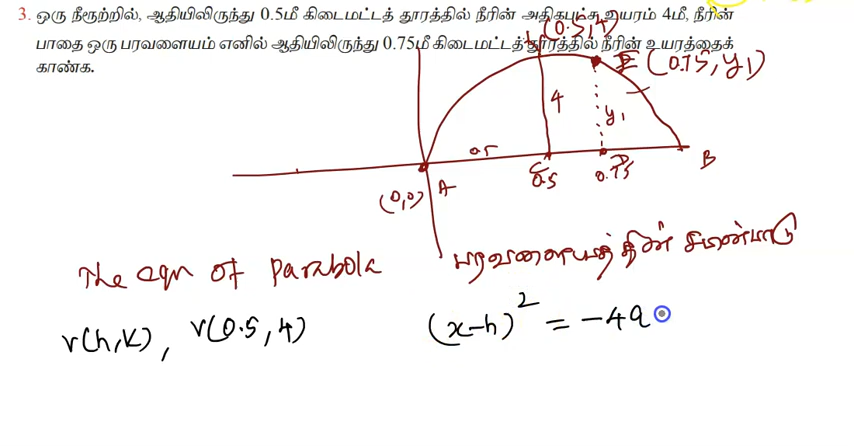 3. ஒரு நீரூற்றில், ஆதியிலிருந்து 0.5மீ கிடைமட்டத் தூரத்தில் நீரின் அதிகபட்ச உயரம் 4மீ, நீரின்
பாதை ஒரு பரவளையம் எனில் ஆதியிலிருந்து 0.75மீ கிடைமட்டத் தூரத்தில் நீரின் உயரத்தைக்
காண்க.
(0.5, 4)
(0.75, y₁)
4
y₁
0.5
C
D
B
0.5
0.75
(0,0) A
The eqn of Parabola பரவளையத்தின் சமன்பாடு
V(h,k), V(0.5, 4) (x-h)² = -4a